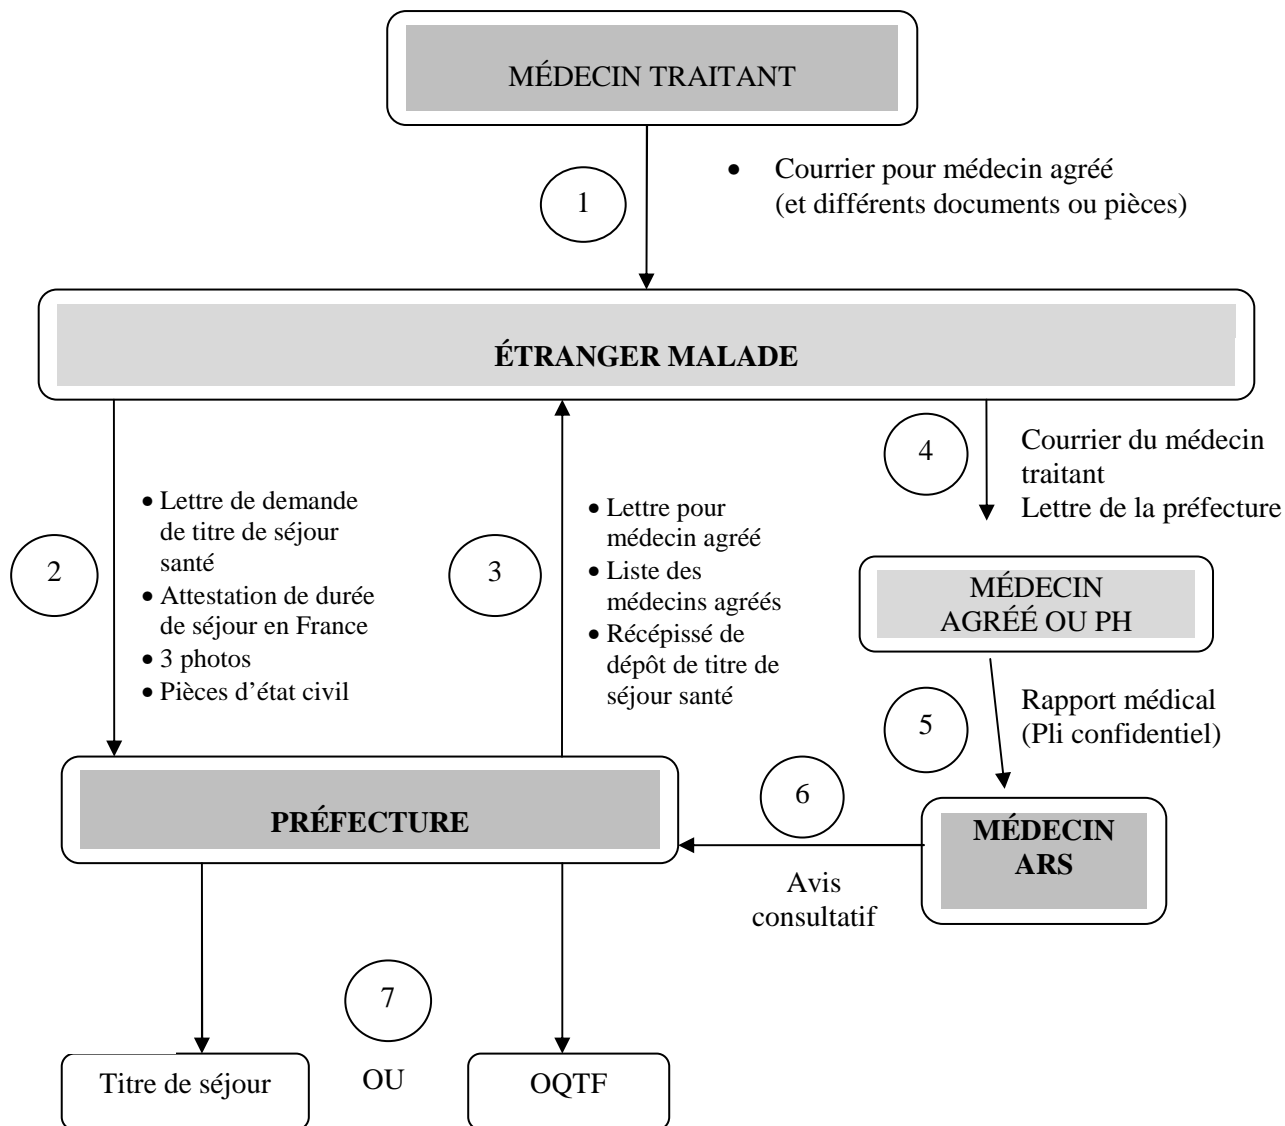 MÉDECIN TRAITANT
1
• Courrier pour médecin agréé
(et différents documents ou pièces)
ÉTRANGER MALADE
2
• Lettre de demande
de titre de séjour
santé
• Attestation de durée
de séjour en France
• 3 photos
• Pièces d’état civil
3
• Lettre pour
médecin agréé
• Liste des
médecins agréés
• Récépissé de
dépôt de titre de
séjour santé
4
Courrier du médecin
traitant
Lettre de la préfecture
MÉDECIN
AGRÉÉ OU PH
5
Rapport médical
(Pli confidentiel)
PRÉFECTURE
6
Avis
consultatif
MÉDECIN
ARS
7
Titre de séjour
OU
OQTF